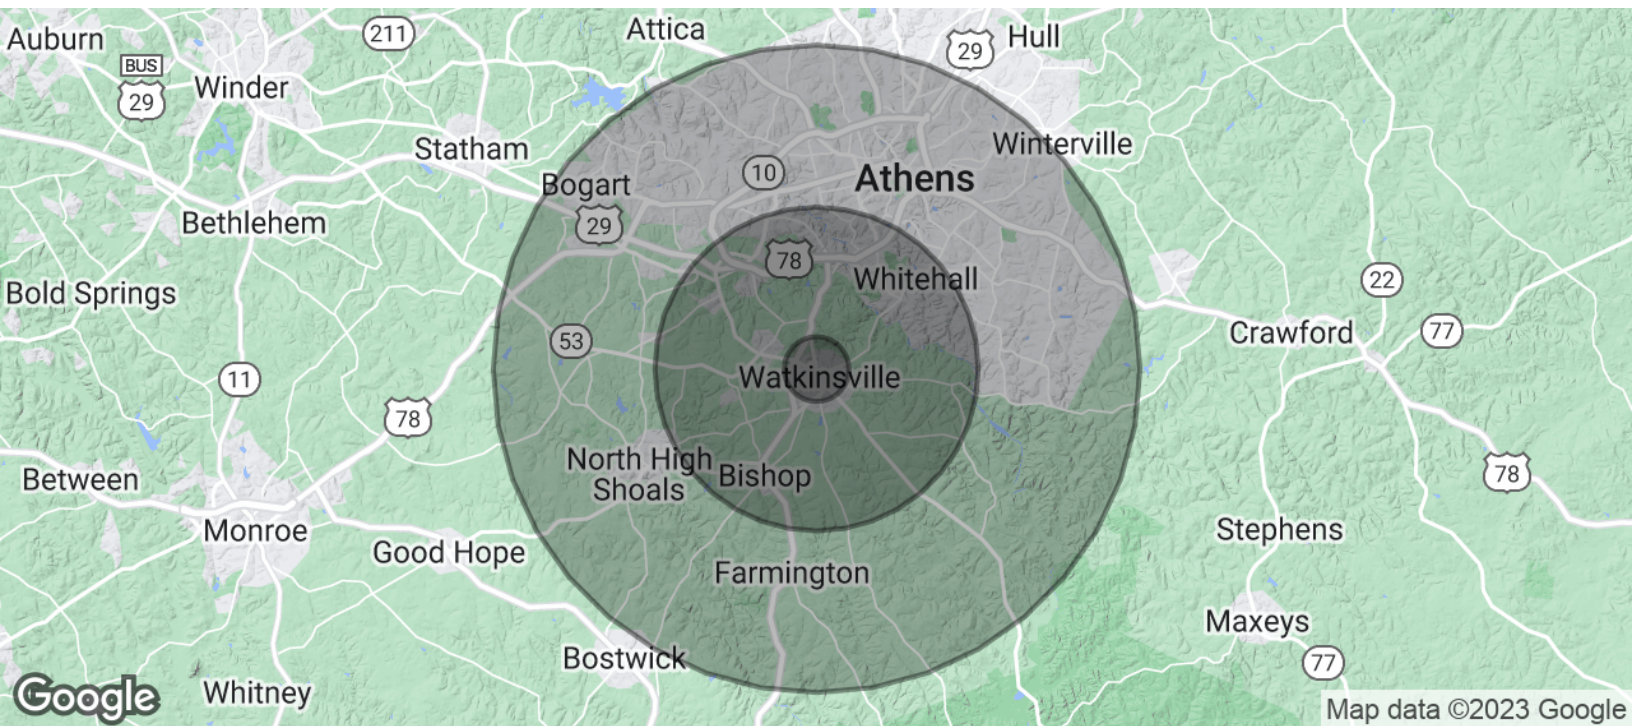 Auburn
211
Attica
29
Hull
BUS
29
Winder
Statham
Winterville
10
Athens
Bogart
29
Bethlehem
78
Whitehall
22
Bold Springs
53
77
Crawford
11
Watkinsville
78
North High
Shoals
Bishop
78
Between
Monroe
Good Hope
Stephens
Farmington
Maxeys
Bostwick
77
Whitney
Google
Map data ©2023 Google